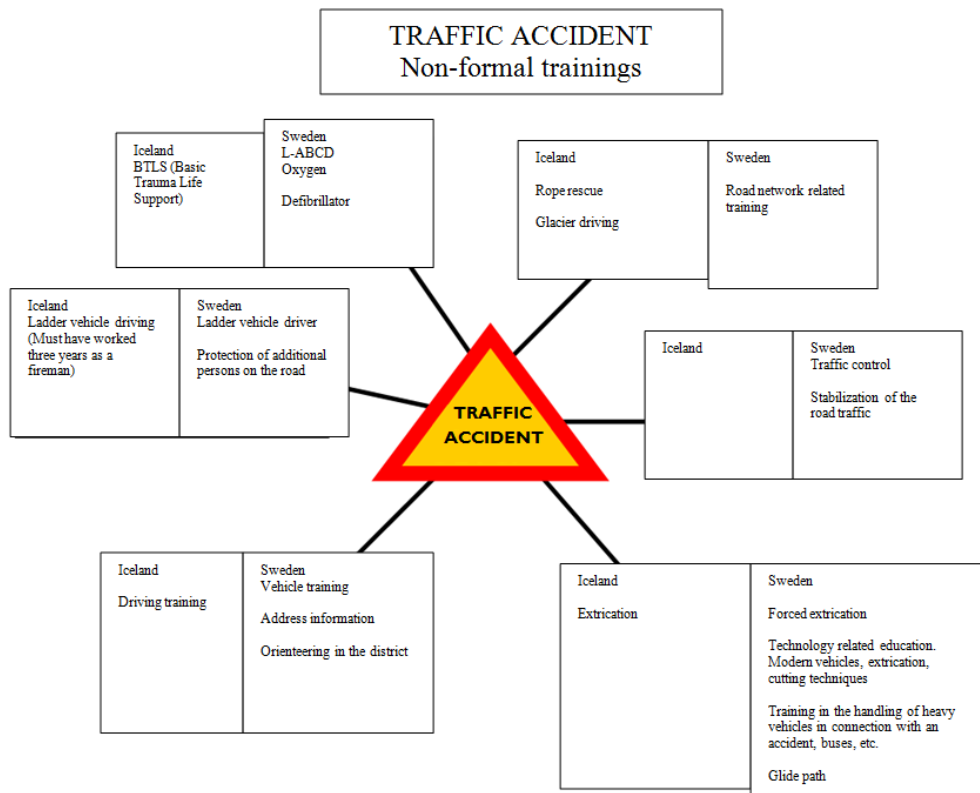 TRAFFIC ACCIDENT
Non-formal trainings
Iceland
BTLS (Basic
Trauma Life
Support)
Sweden
L-ABCD
Oxygen
Defibrillator
Iceland
Rope rescue
Glacier driving
Sweden
Road network related
training
Iceland
Ladder vehicle driving
(Must have worked
three years as a
fireman)
Sweden
Ladder vehicle driver
Protection of additional
persons on the road
TRAFFIC
ACCIDENT
Iceland
Sweden
Traffic control
Stabilization of the
road traffic
Iceland
Driving training
Sweden
Vehicle training
Address information
Orienteering in the district
Iceland
Extrication
Sweden
Forced extrication
Technology related education.
Modern vehicles, extrication,
cutting techniques
Training in the handling of heavy
vehicles in connection with an
accident, buses, etc.
Glide path